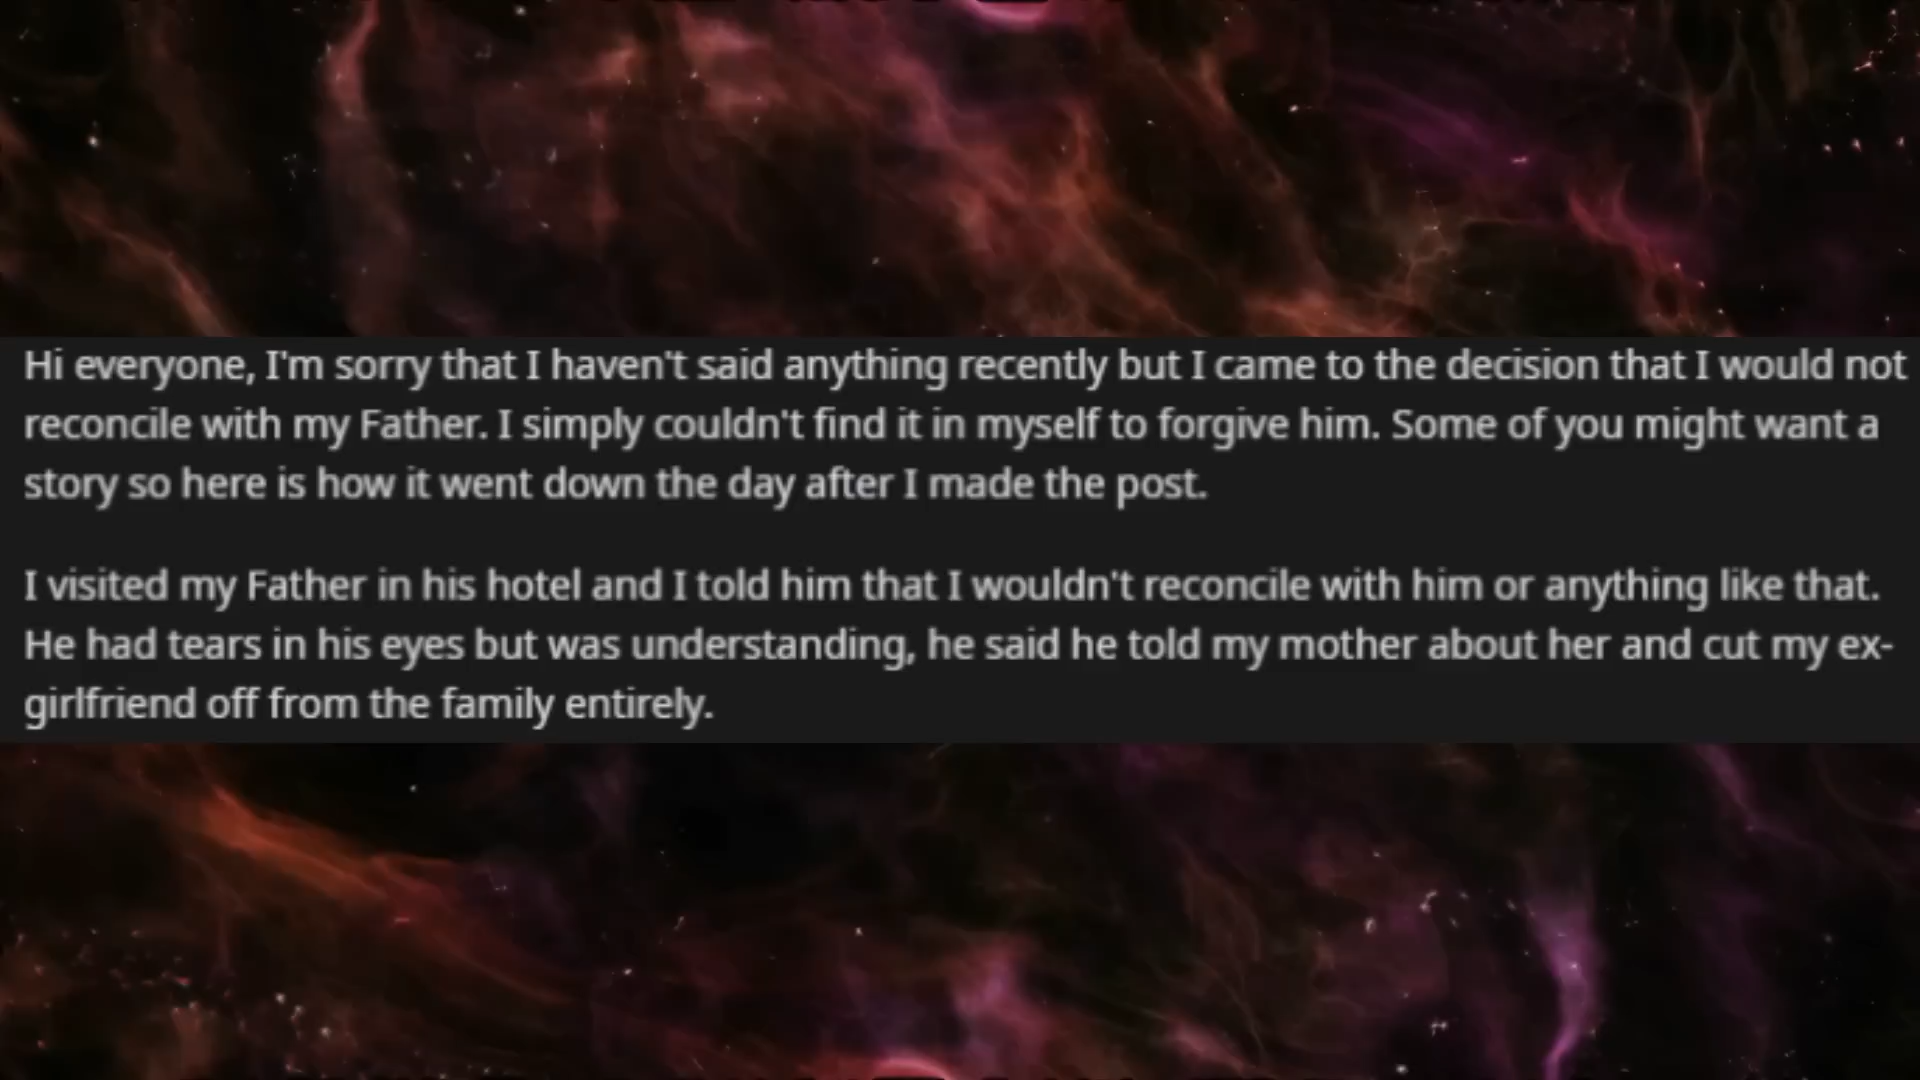 Hi everyone, I'm sorry that I haven't said anything recently but I came to the decision that I would not
reconcile with my Father. I simply couldn't find it in myself to forgive him. Some of you might want a
story so here is how it went down the day after I made the post.
I visited my Father in his hotel and I told him that I wouldn't reconcile with him or anything like that.
He had tears in his eyes but was understanding, he said he told my mother about her and cut my ex-
girlfriend off from the family entirely.